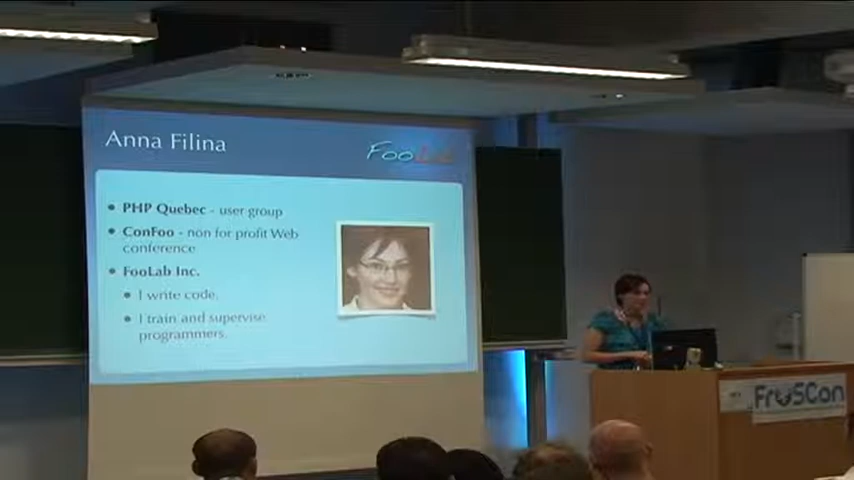 Anna Filina
FooLab
• PHP Quebec - user group
• ConFoo - non for profit Web
conference
• FooLab Inc.
• I write code.
• I train and supervise
programmers.
FrOSCon